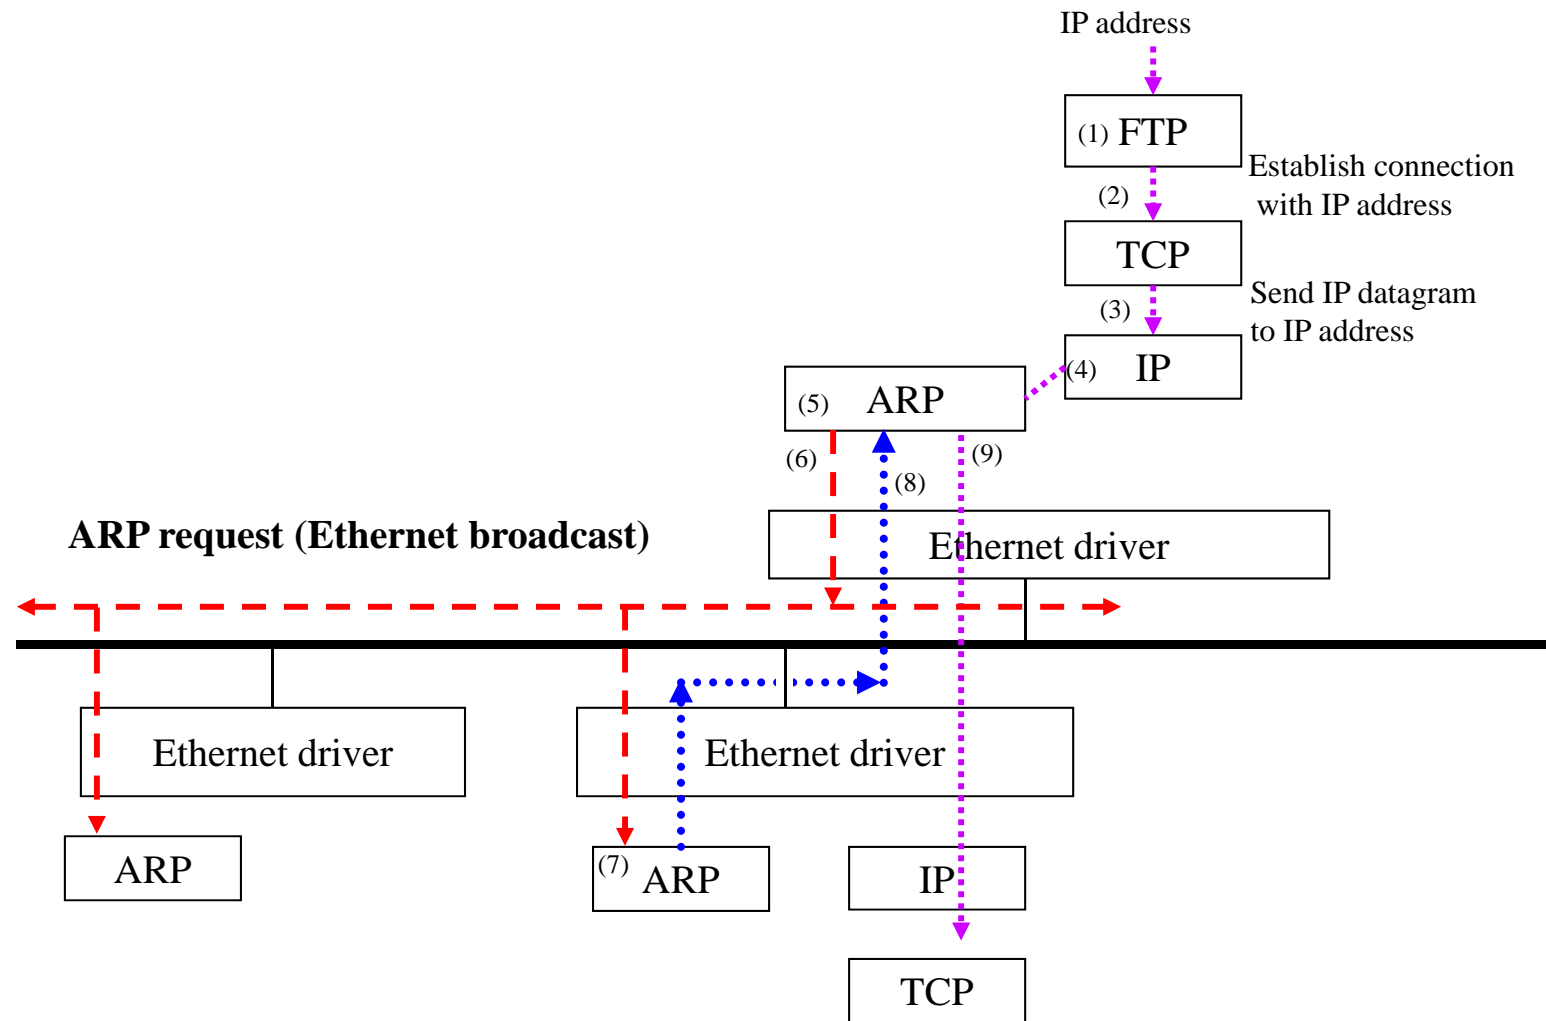 IP address
(1) FTP
Establish connection
with IP address
(2)
TCP
Send IP datagram
to IP address
(3)
(4) IP
(5) ARP
(6)
(9)
(8)
ARP request (Ethernet broadcast)
Ethernet driver
Ethernet driver
Ethernet driver
ARP
(7) ARP
IP
TCP